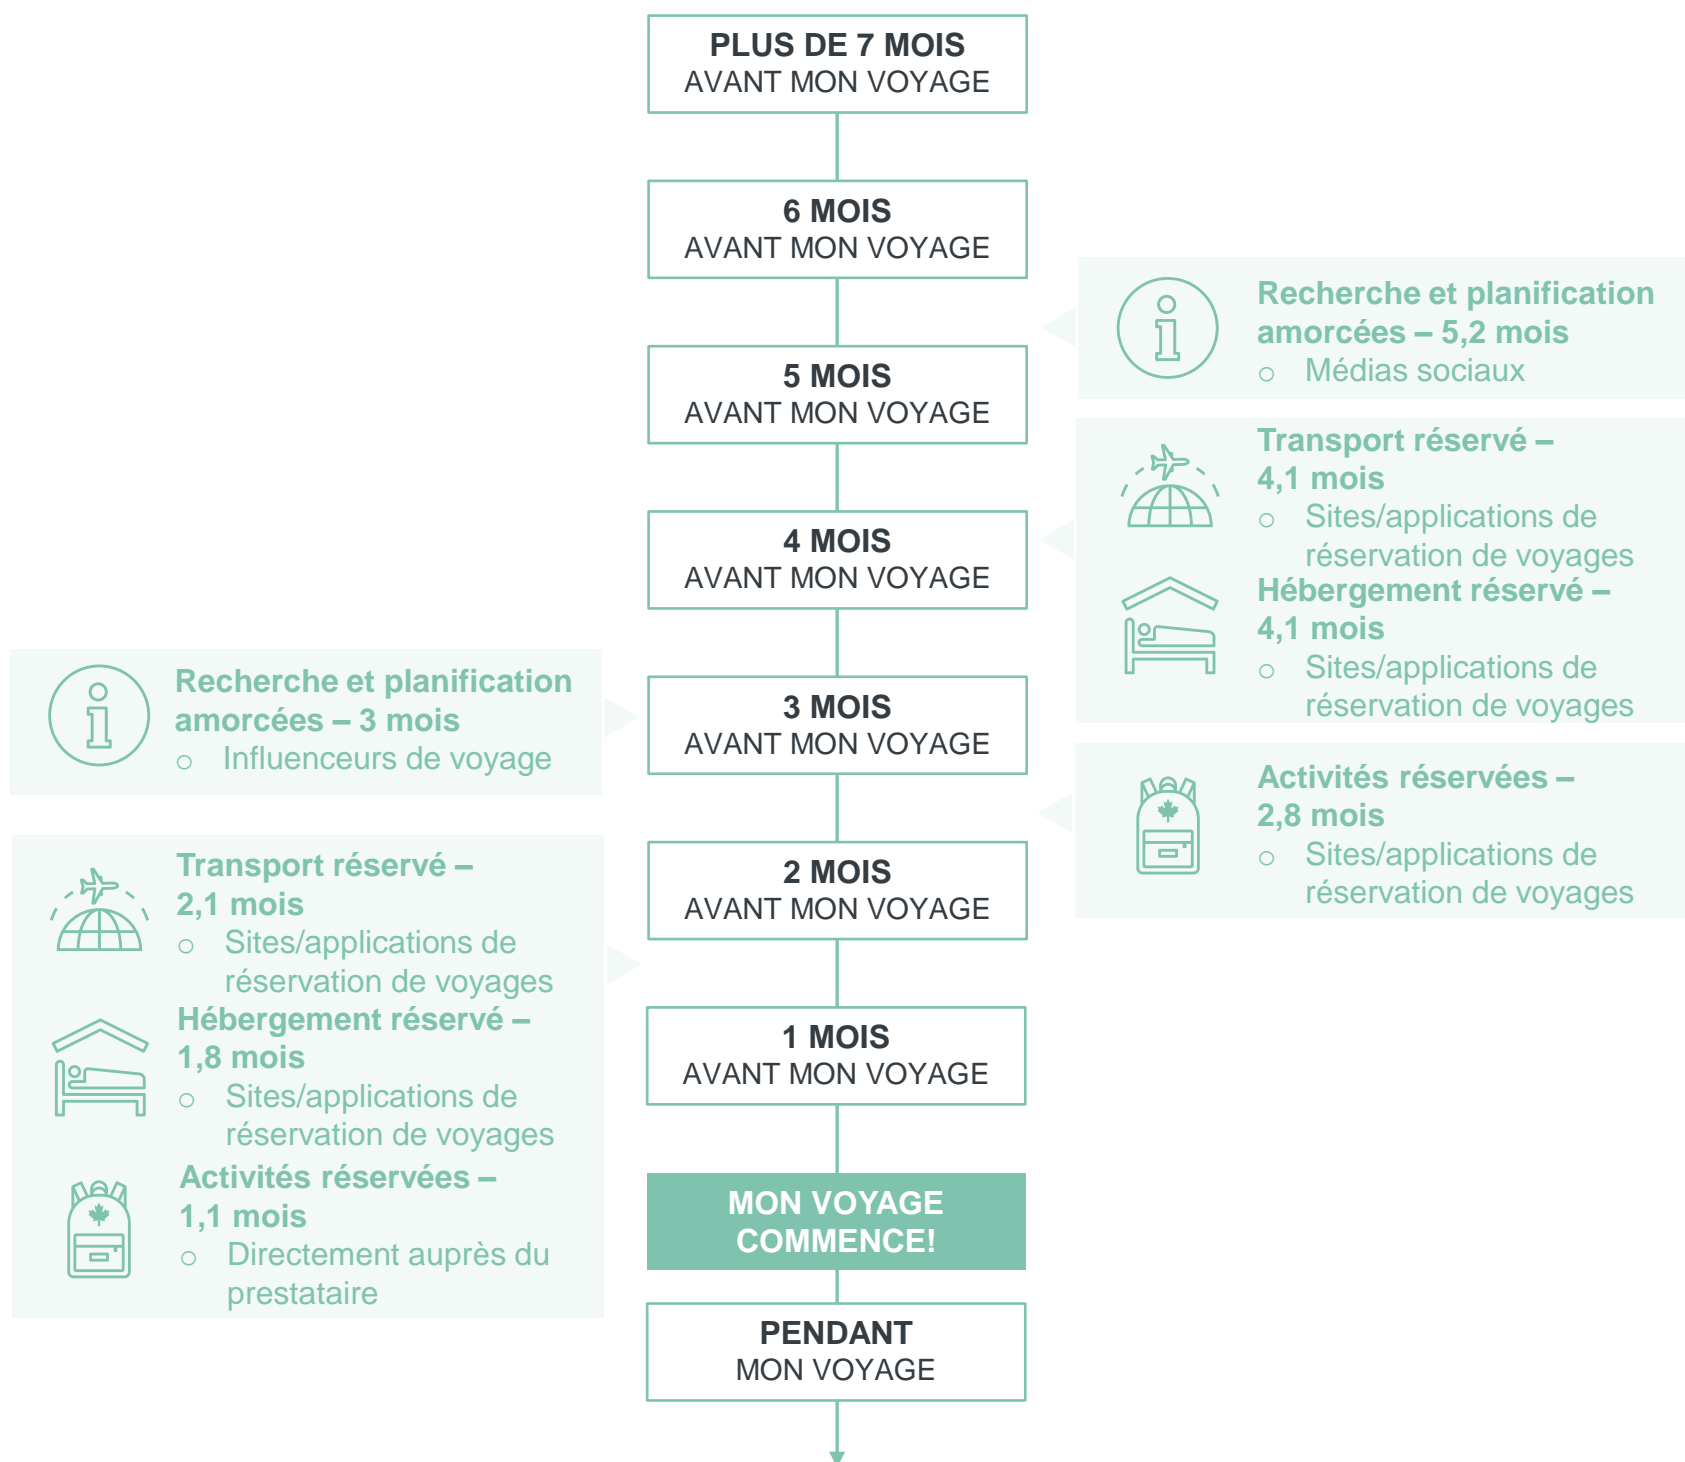 PLUS DE 7 MOIS
AVANT MON VOYAGE
6 MOIS
AVANT MON VOYAGE
Recherche et planification
amorcées – 5,2 mois
o Médias sociaux
5 MOIS
AVANT MON VOYAGE
Transport réservé –
4,1 mois
o Sites/applications de
réservation de voyages
Hébergement réservé –
4,1 mois
o Sites/applications de
réservation de voyages
4 MOIS
AVANT MON VOYAGE
Recherche et planification
amorcées – 3 mois
o Influenceurs de voyage
3 MOIS
AVANT MON VOYAGE
Activités réservées –
2,8 mois
o Sites/applications de
réservation de voyages
2 MOIS
AVANT MON VOYAGE
Transport réservé –
2,1 mois
o Sites/applications de
réservation de voyages
Hébergement réservé –
1,8 mois
o Sites/applications de
réservation de voyages
Activités réservées –
1,1 mois
o Directement auprès du
prestataire
1 MOIS
AVANT MON VOYAGE
MON VOYAGE
COMMENCE!
PENDANT
MON VOYAGE